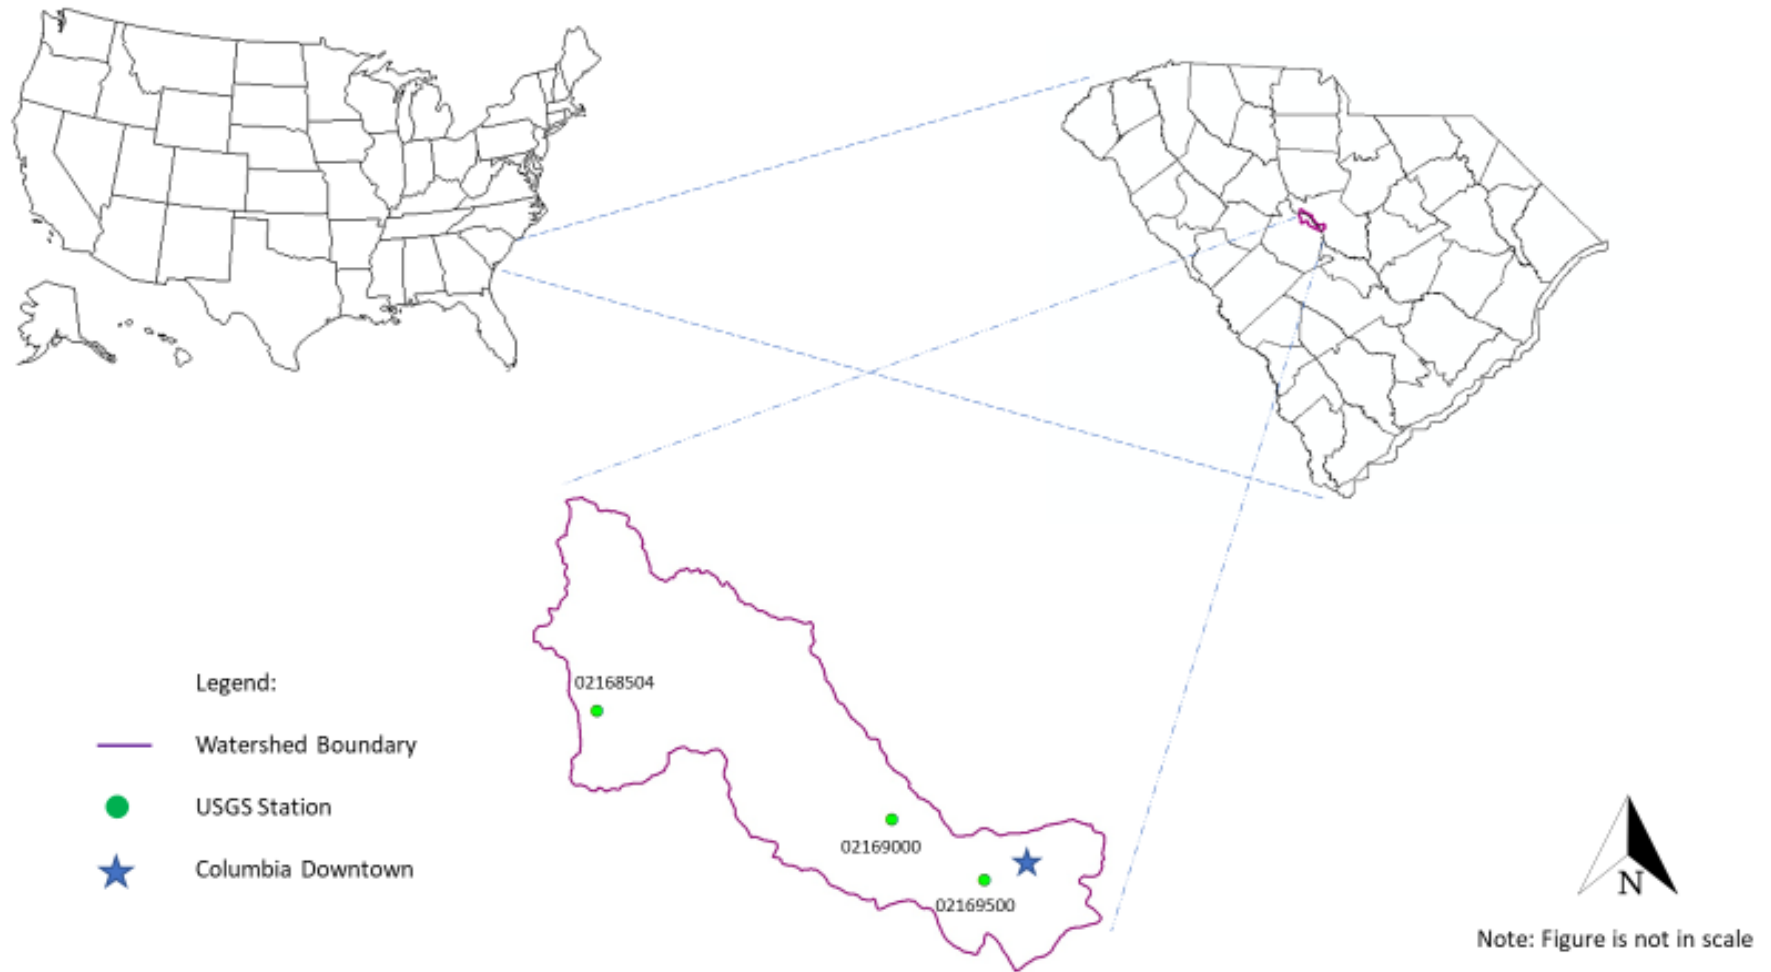 02168504
Legend:
Watershed Boundary
USGS Station
02169000
Columbia Downtown
02169500
N
Note: Figure is not in scale